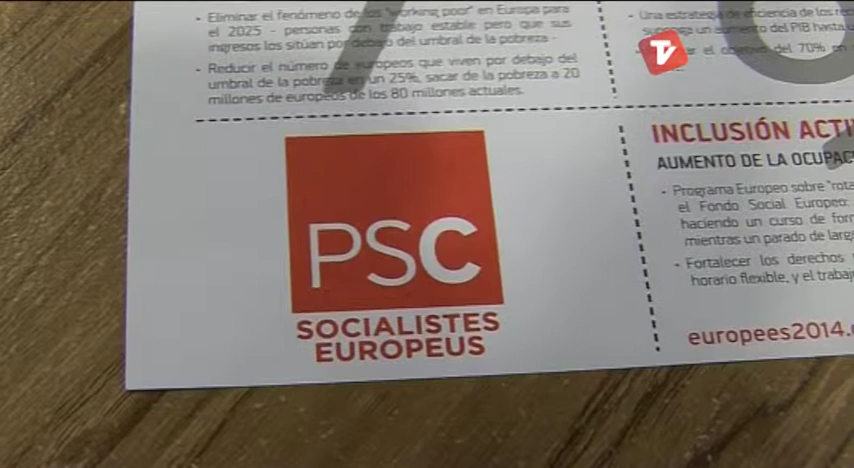 - Eliminar el fenómeno de los "working poor" en Europa para
el 2025 - personas con trabajo estable pero que sus
ingresos los sitúan por debajo del umbral de la pobreza -
- Reducir el número de europeos que viven por debajo del
umbral de la pobreza en un 25%, sacar de la pobreza a 20
millones de europeus de los 80 millones actuales.
- Una estrategia de eficiencia de los
del PIB hasta
el objetivo del 70% en
TV
PSC
SOCIALISTES
EUROPEUS
INCLUSIÓN
AUMENTO DE LA
- Programa Europeo sobre
el Fondo Social Europeo:
haciendo un curso de
mientras un parado de
- Fortalecer los derechos
horario flexible, y el
europees2014.